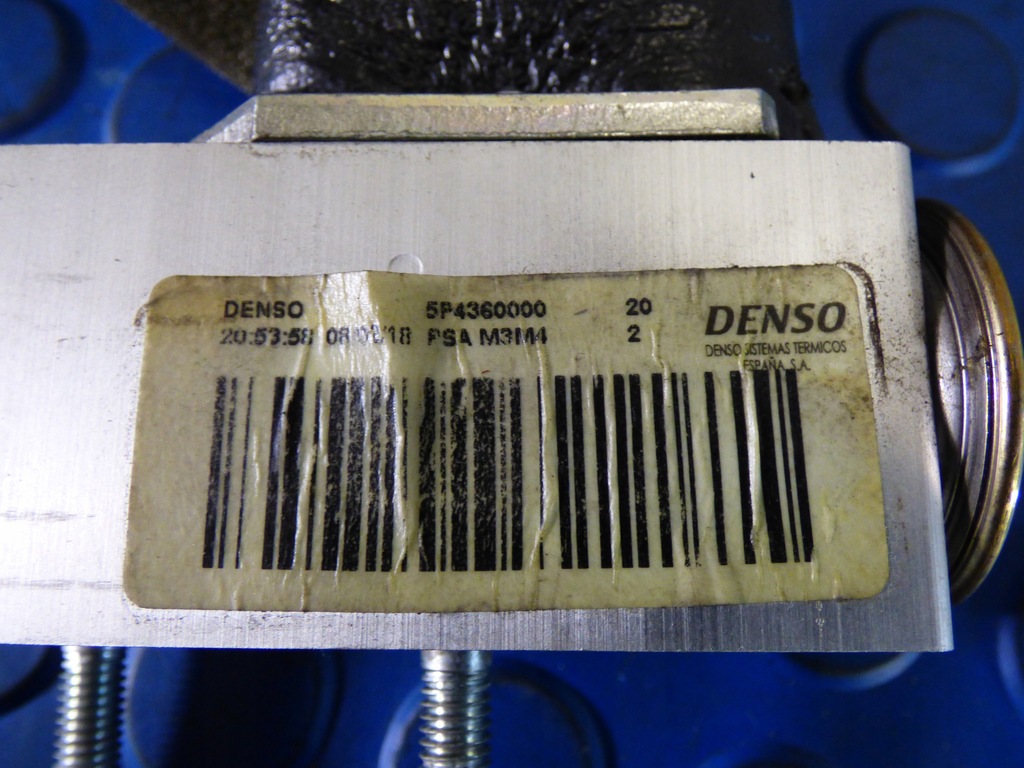 DENSO 5P4360000 20
20:53:58 PSA M3M4 2
DENSO
DENSO SISTEMAS TERMICOS
ESPAÑA, S.A.